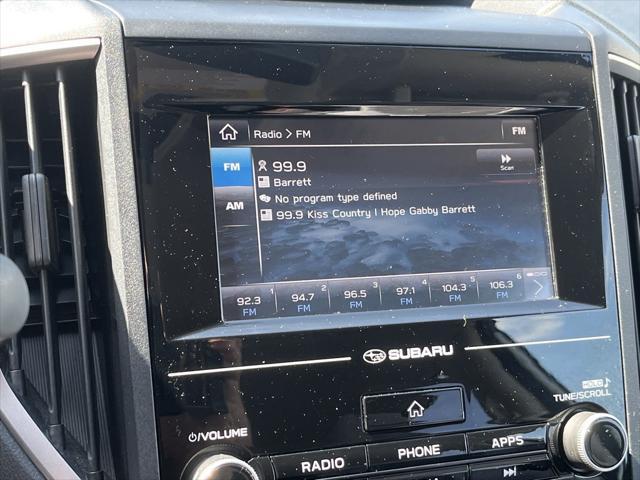 Radio > FM
FM
FM
99.9
Scan
Barrett
AM
No program type defined
99.9 Kiss Country I Hope Gabby Barrett
1 2 3 4 5 6
92.3 94.7 96.5 97.1 104.3 106.3
FM FM FM FM FM FM
SUBARU
HOLD
TUNE/SCROLL
VOLUME
RADIO PHONE APPS